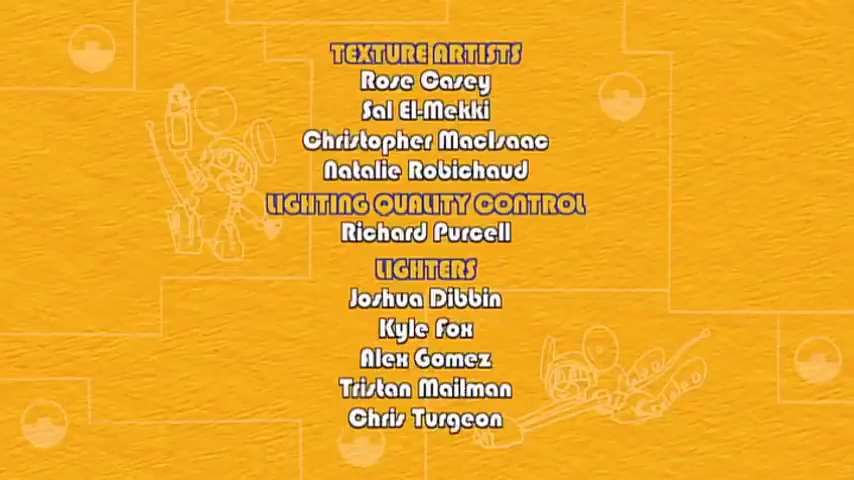 TEXTURE ARTISTS
Rose Casey
Sal El-Mekki
Christopher MacIsaac
Natalie Robichaud
LIGHTING QUALITY CONTROL
Richard Purcell
LIGHTERS
Joshua Dibbin
Kyle Fox
Alex Gomez
Tristan Mailman
Chris Turgeon